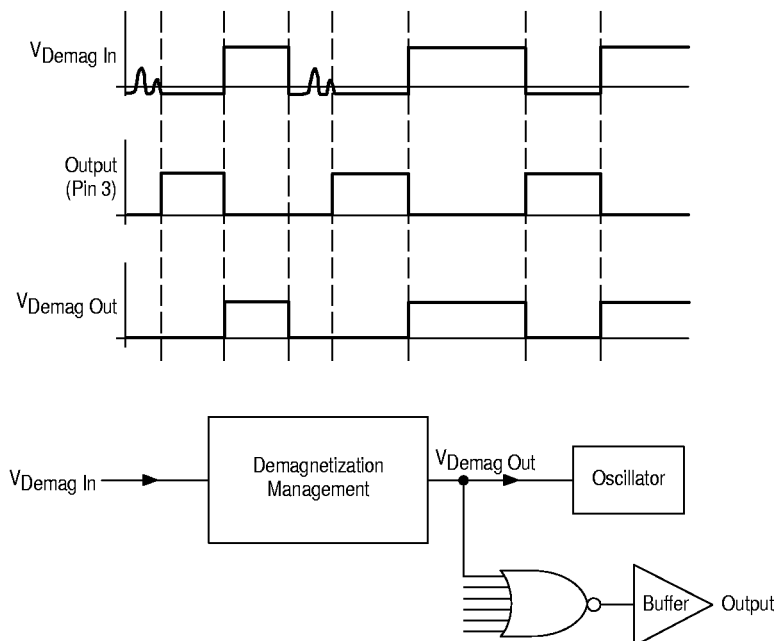 VDemag In
Output
(Pin 3)
VDemag Out
VDemag In
Demagnetization
Management
VDemag Out
Oscillator
Buffer
Output